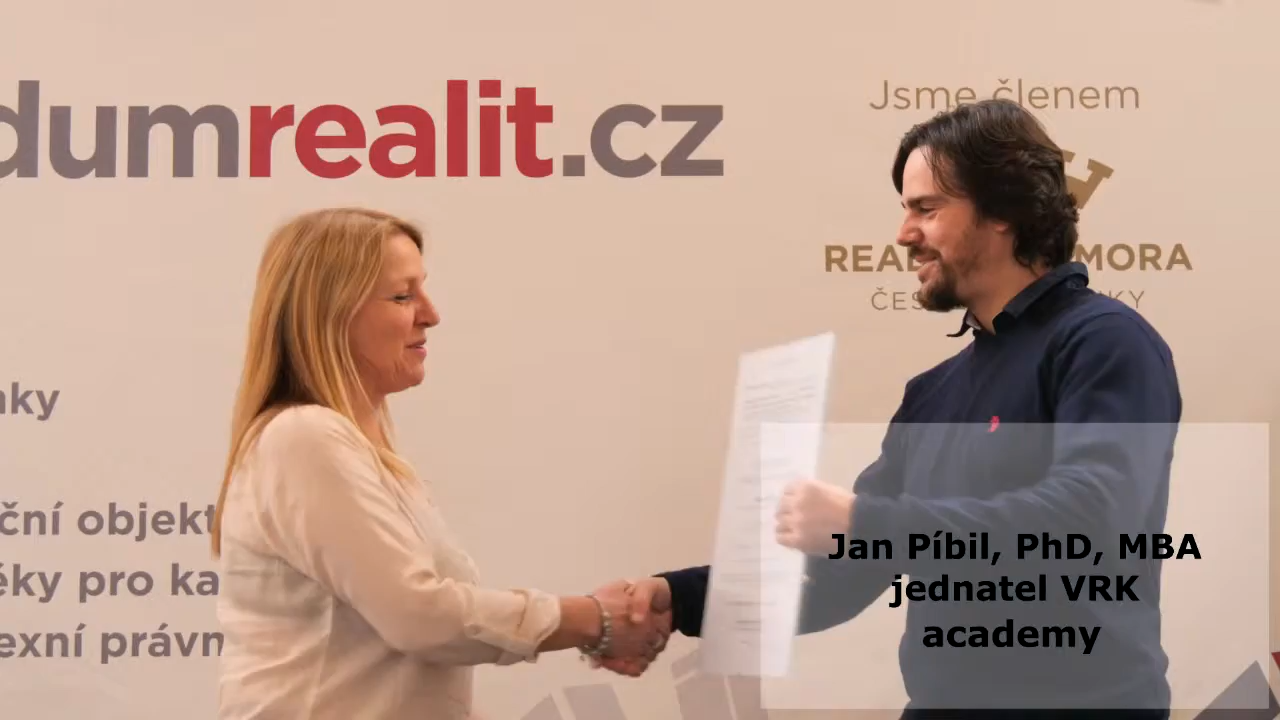 dumrealit.cz
Jsme členem
REAL MORA
ČES KY
nky
ční objekt
ěky pro ka
exní právn
Jan Píbil, PhD, MBA
jednatel VRK
academy